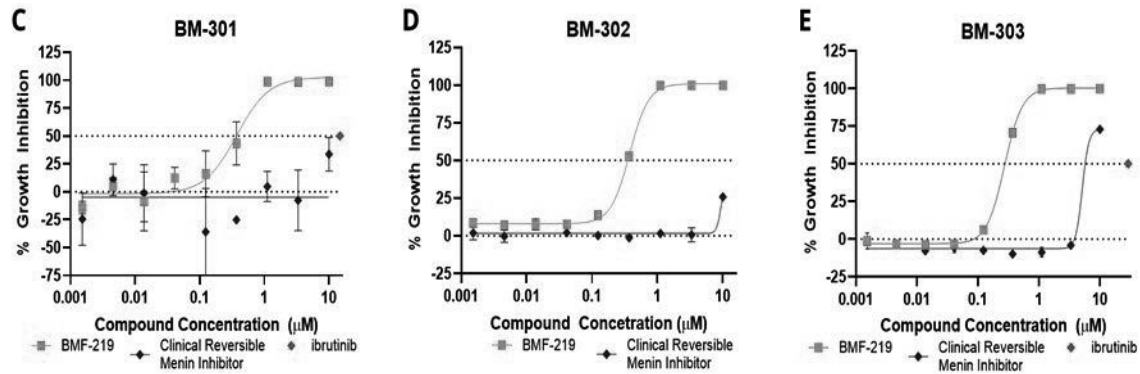 C
BM-301
% Growth Inhibition
125
100
75
50
25
0
-25
-50
-75
0.001
0.01
0.1
1
10
Compound Concentration (µM)
BMF-219
Clinical Reversible
Menin Inhibitor
ibrutinib
D
BM-302
% Growth Inhibition
125
100
75
50
25
0
-25
0.001
0.01
0.1
1
10
Compound Concetration (µM)
BMF-219
Clinical Reversible
Menin Inhibitor
E
BM-303
% Growth Inhibition
125
100
75
50
25
0
-25
0.001
0.01
0.1
1
10
Compound Concentration (µM)
BMF-219
Clinical Reversible
Menin Inhibitor
ibrutinib